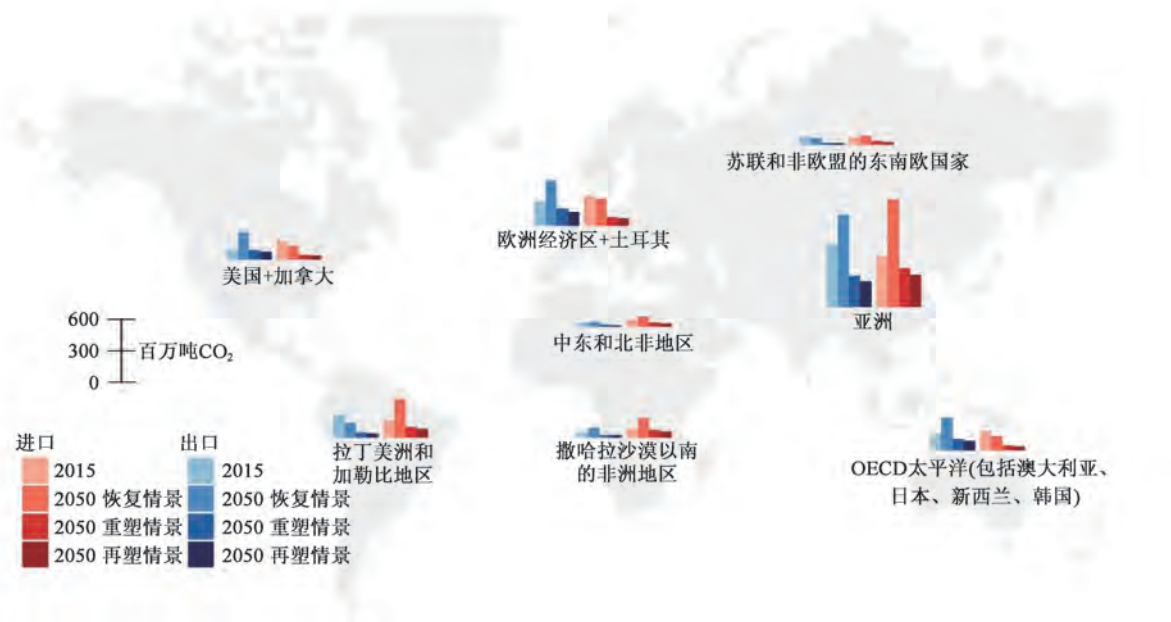 苏联和非欧盟的东南欧国家
欧洲经济区+土耳其
美国+加拿大
亚洲
600
300
0
百万吨CO₂
中东和北非地区
拉丁美洲和
加勒比地区
撒哈拉沙漠以南
的非洲地区
OECD太平洋(包括澳大利亚、
日本、新西兰、韩国)
进口
2015
2050 恢复情景
2050 重塑情景
2050 再塑情景
出口
2015
2050 恢复情景
2050 重塑情景
2050 再塑情景